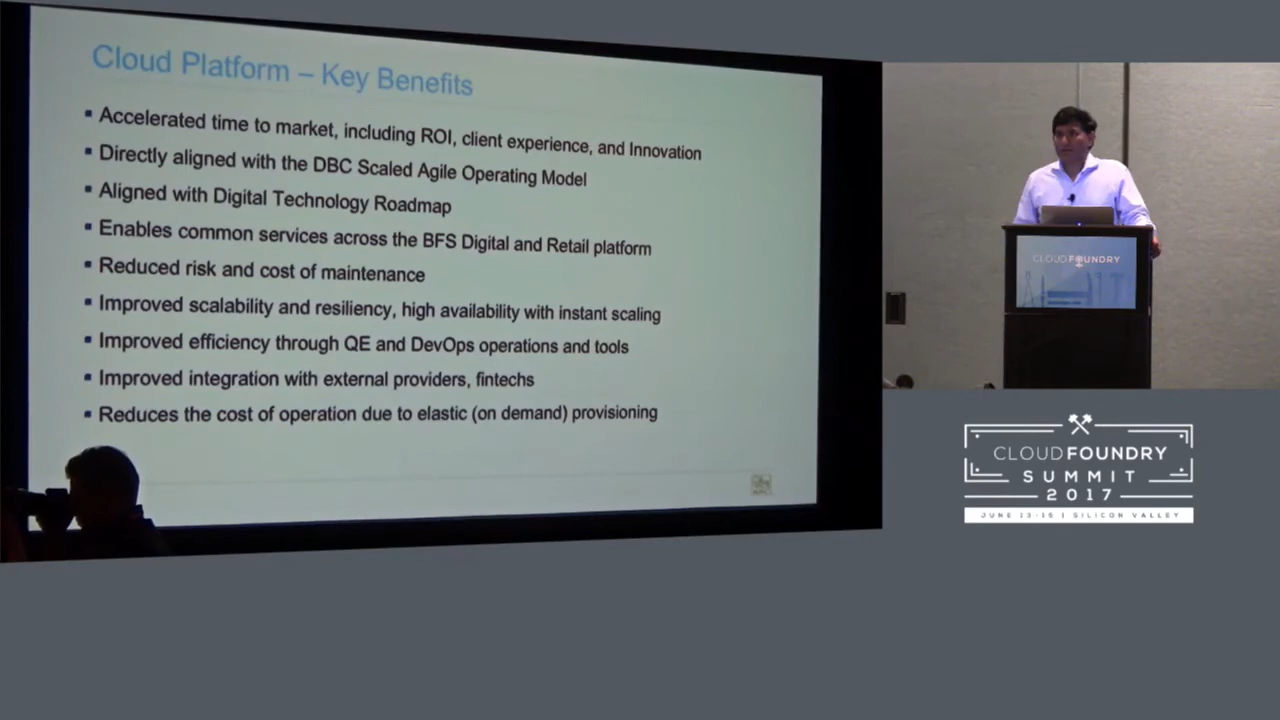 Cloud Platform – Key Benefits
▪ Accelerated time to market, including ROI, client experience, and Innovation
▪ Directly aligned with the DBC Scaled Agile Operating Model
▪ Aligned with Digital Technology Roadmap
▪ Enables common services across the BFS Digital and Retail platform
▪ Reduced risk and cost of maintenance
▪ Improved scalability and resiliency, high availability with instant scaling
▪ Improved efficiency through QE and DevOps operations and tools
▪ Improved integration with external providers, fintechs
▪ Reduces the cost of operation due to elastic (on demand) provisioning
CLOUDFOUNDRY
CLOUDFOUNDRY
SUMMIT
2017
JUNE 13-15 | SILICON VALLEY